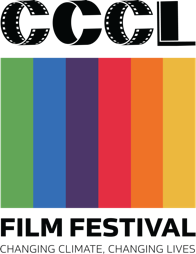 CCCL
FILM FESTIVAL
CHANGING CLIMATE, CHANGING LIVES